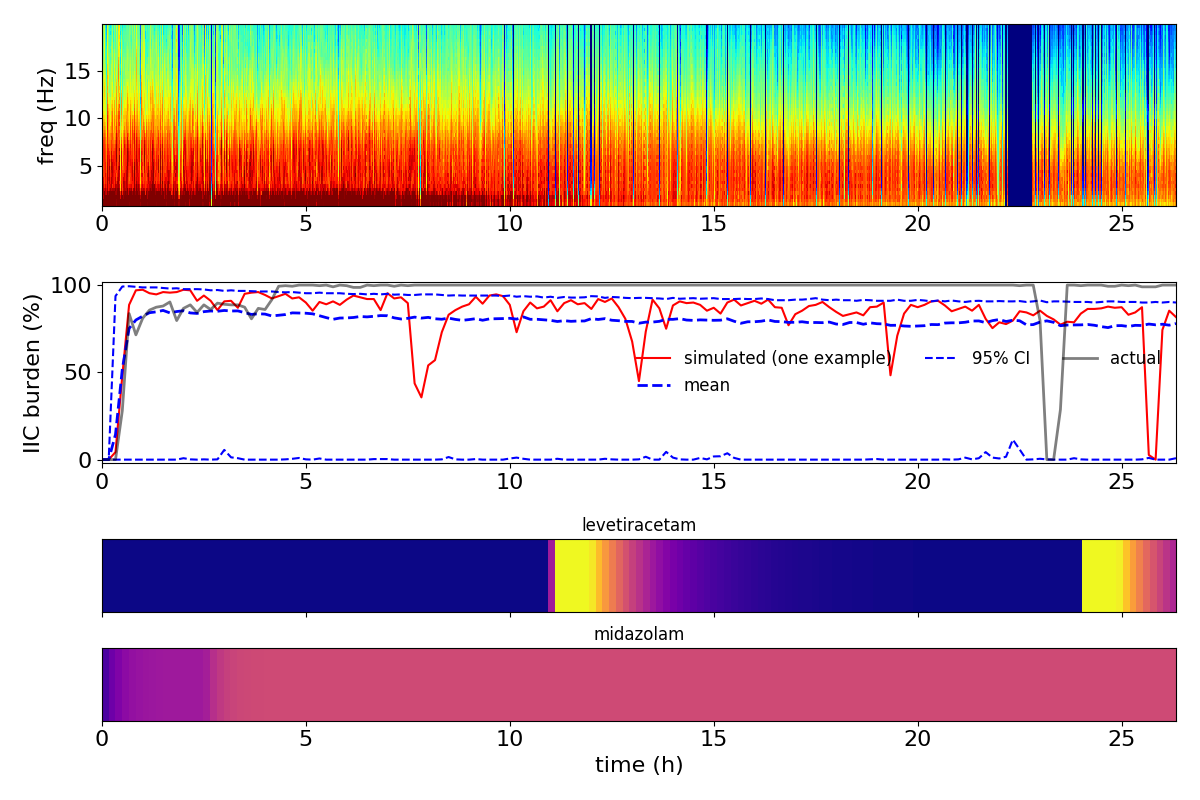 freq (Hz)
15
10
5
0 5 10 15 20 25
IIC burden (%)
100
50
0
simulated (one example) 95% CI actual
mean
0 5 10 15 20 25
levetiracetam
midazolam
0 5 10 15 20 25
time (h)